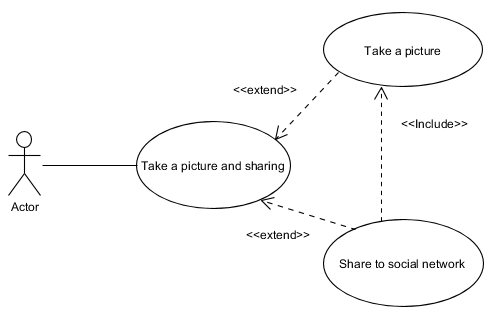 Take a picture
<<extend>>
<<Include>>
Take a picture and sharing
Actor
<<extend>>
Share to social network